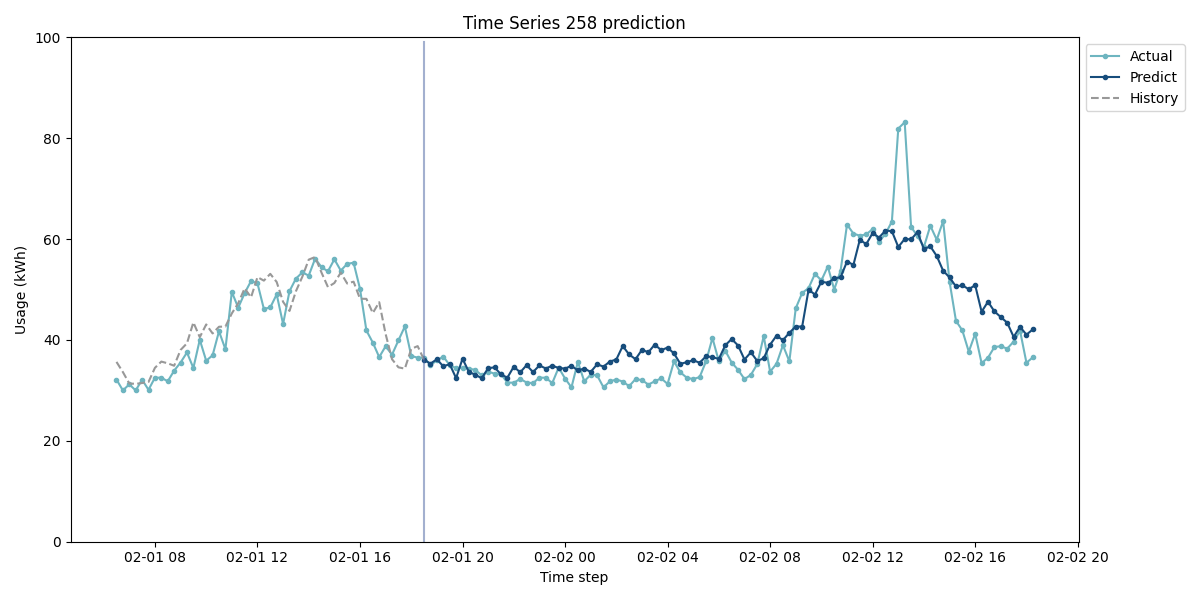 Time Series 258 prediction
100
80
60
40
20
0
Usage (kWh)
02-01 08
02-01 12
02-01 16
02-01 20
02-02 00
02-02 04
02-02 08
02-02 12
02-02 16
02-02 20
Time step
Actual
Predict
History